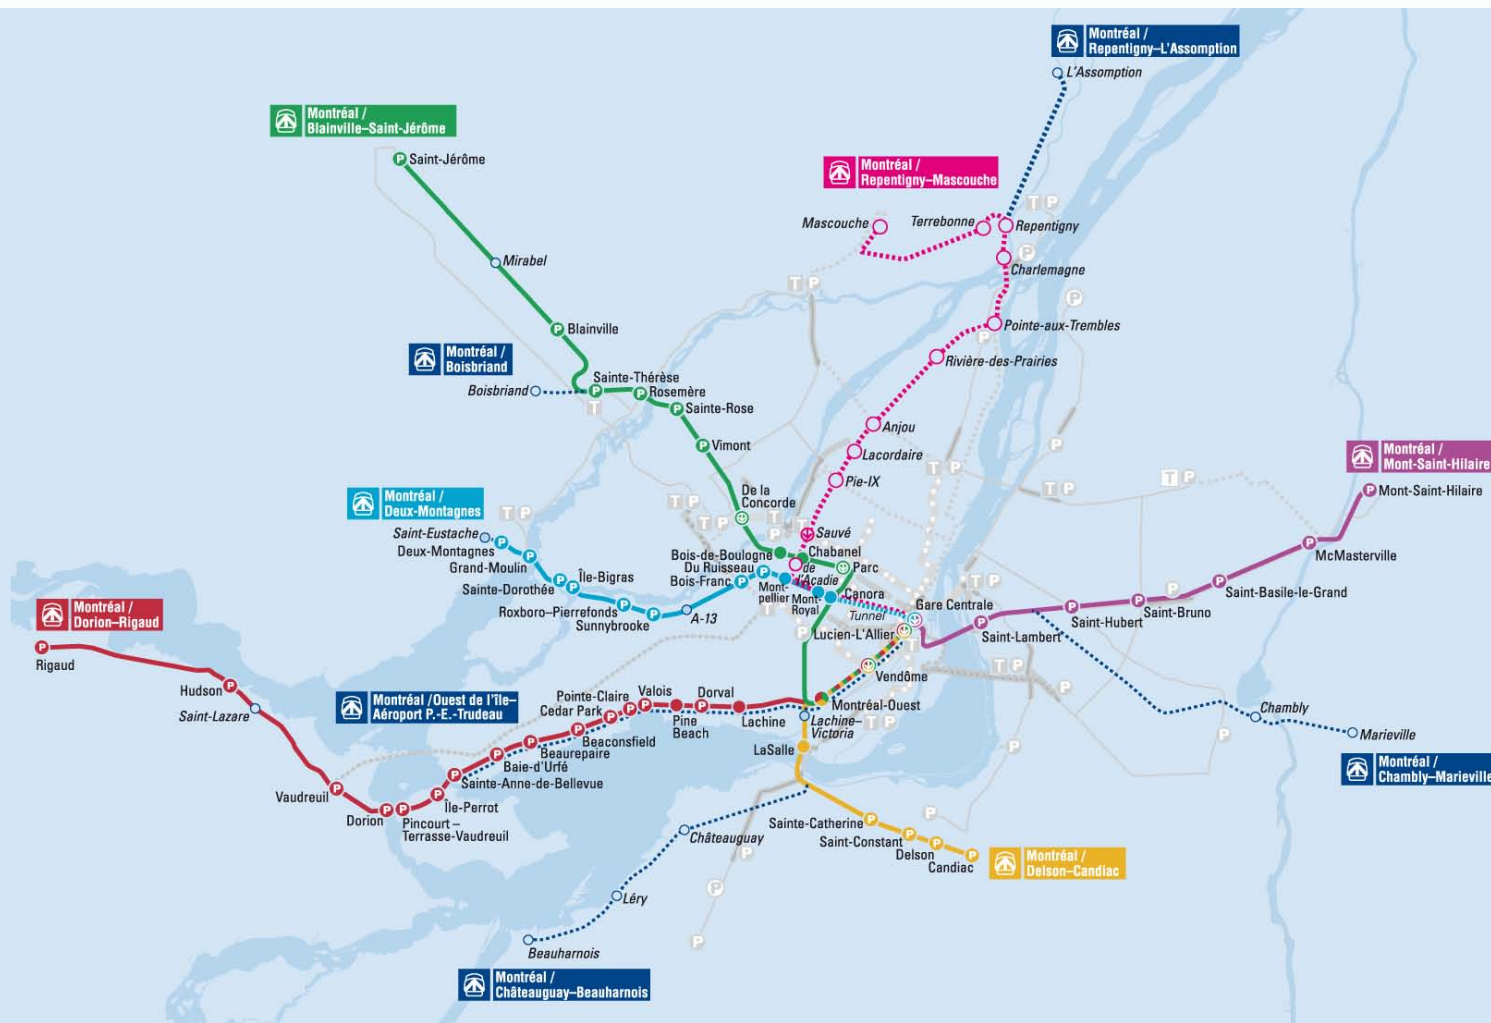 Montréal /
Repentigny–L'Assomption
L'Assomption
Montréal /
Blainville–Saint-Jérôme
Saint-Jérôme
Montréal /
Repentigny–Mascouche
Mascouche
Terrebonne
Repentigny
Charlemagne
Mirabel
Blainville
Pointe-aux-Trembles
Rivière-des-Prairies
Montréal /
Boisbriand
Boisbriand
Sainte-Thérèse
Rosemère
Sainte-Rose
Vimont
Anjou
Lacordaire
Pie-IX
Montréal /
Mont-Saint-Hilaire
Mont-Saint-Hilaire
De la
Concorde
Montréal /
Deux-Montagnes
Saint-Eustache
Deux-Montagnes
Grand-Moulin
Sainte-Dorothée
Île-Bigras
Roxboro–Pierrefonds
Sunnybrooke
A-13
Bois-de-Boulogne
Du Ruisseau
Bois-Franc
Sauvé
Chabanel
de
l'Acadie
Parc
Mont-
pellier
Mont-
Royal
Canora
Tunnel
Gare Centrale
Lucien-L'Allier
Vendôme
McMasterville
Saint-Basile-le-Grand
Saint-Bruno
Saint-Hubert
Saint-Lambert
Montréal /
Dorion–Rigaud
Rigaud
Hudson
Saint-Lazare
Montréal /Ouest de l'île–
Aéroport P.-E.-Trudeau
Pointe-Claire
Cedar Park
Valois
Pine
Beach
Dorval
Lachine
Montréal-Ouest
Lachine–
Victoria
LaSalle
Beaconsfield
Beaurepaire
Baie-d'Urfé
Sainte-Anne-de-Bellevue
Île-Perrot
Pincourt –
Terrasse-Vaudreuil
Dorion
Vaudreuil
Chambly
Marieville
Montréal /
Chambly–Marieville
Sainte-Catherine
Saint-Constant
Delson
Candiac
Montréal /
Delson–Candiac
Châteauguay
Léry
Beauharnois
Montréal /
Châteauguay–Beauharnois